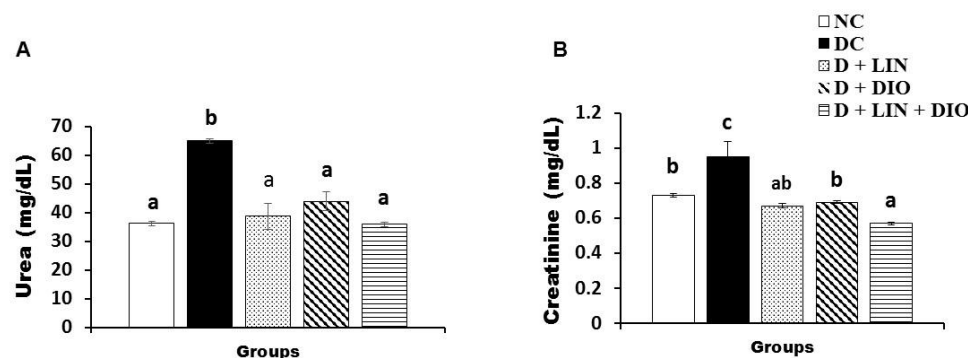 A
Urea (mg/dL)
70
60
50
40
30
20
10
0
a
b
a
a
a
Groups
B
Creatinine (mg/dL)
1.2
1
0.8
0.6
0.4
0.2
0
b
c
ab
b
a
Groups
NC
DC
D + LIN
D + DIO
D + LIN + DIO